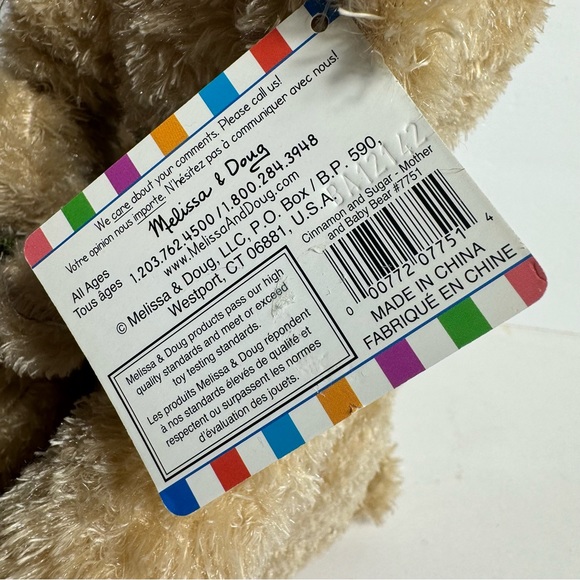 We care about your comments. Please call us!
Votre opinion nous importe. N'hésitez pas à communiquer avec nous!
Melissa & Doug
All Ages
Tous âges
1.203.762.4500 / 1.800.284.3948
www.MelissaAndDoug.com
© Melissa & Doug, LLC, P.O. Box / B.P. 590,
Westport, CT 06881, U.S.A.
Melissa & Doug products pass our high
quality standards and meet or exceed
toy testing standards.
Les produits Melissa & Doug répondent
à nos standards élevés de qualité et
respectent ou surpassent les normes
d'évaluation des jouets.
Cinnamon and Sugar - Mother
and Baby Bear #7751
0 00772 07751 4
MADE IN CHINA
FABRIQUÉ EN CHINE